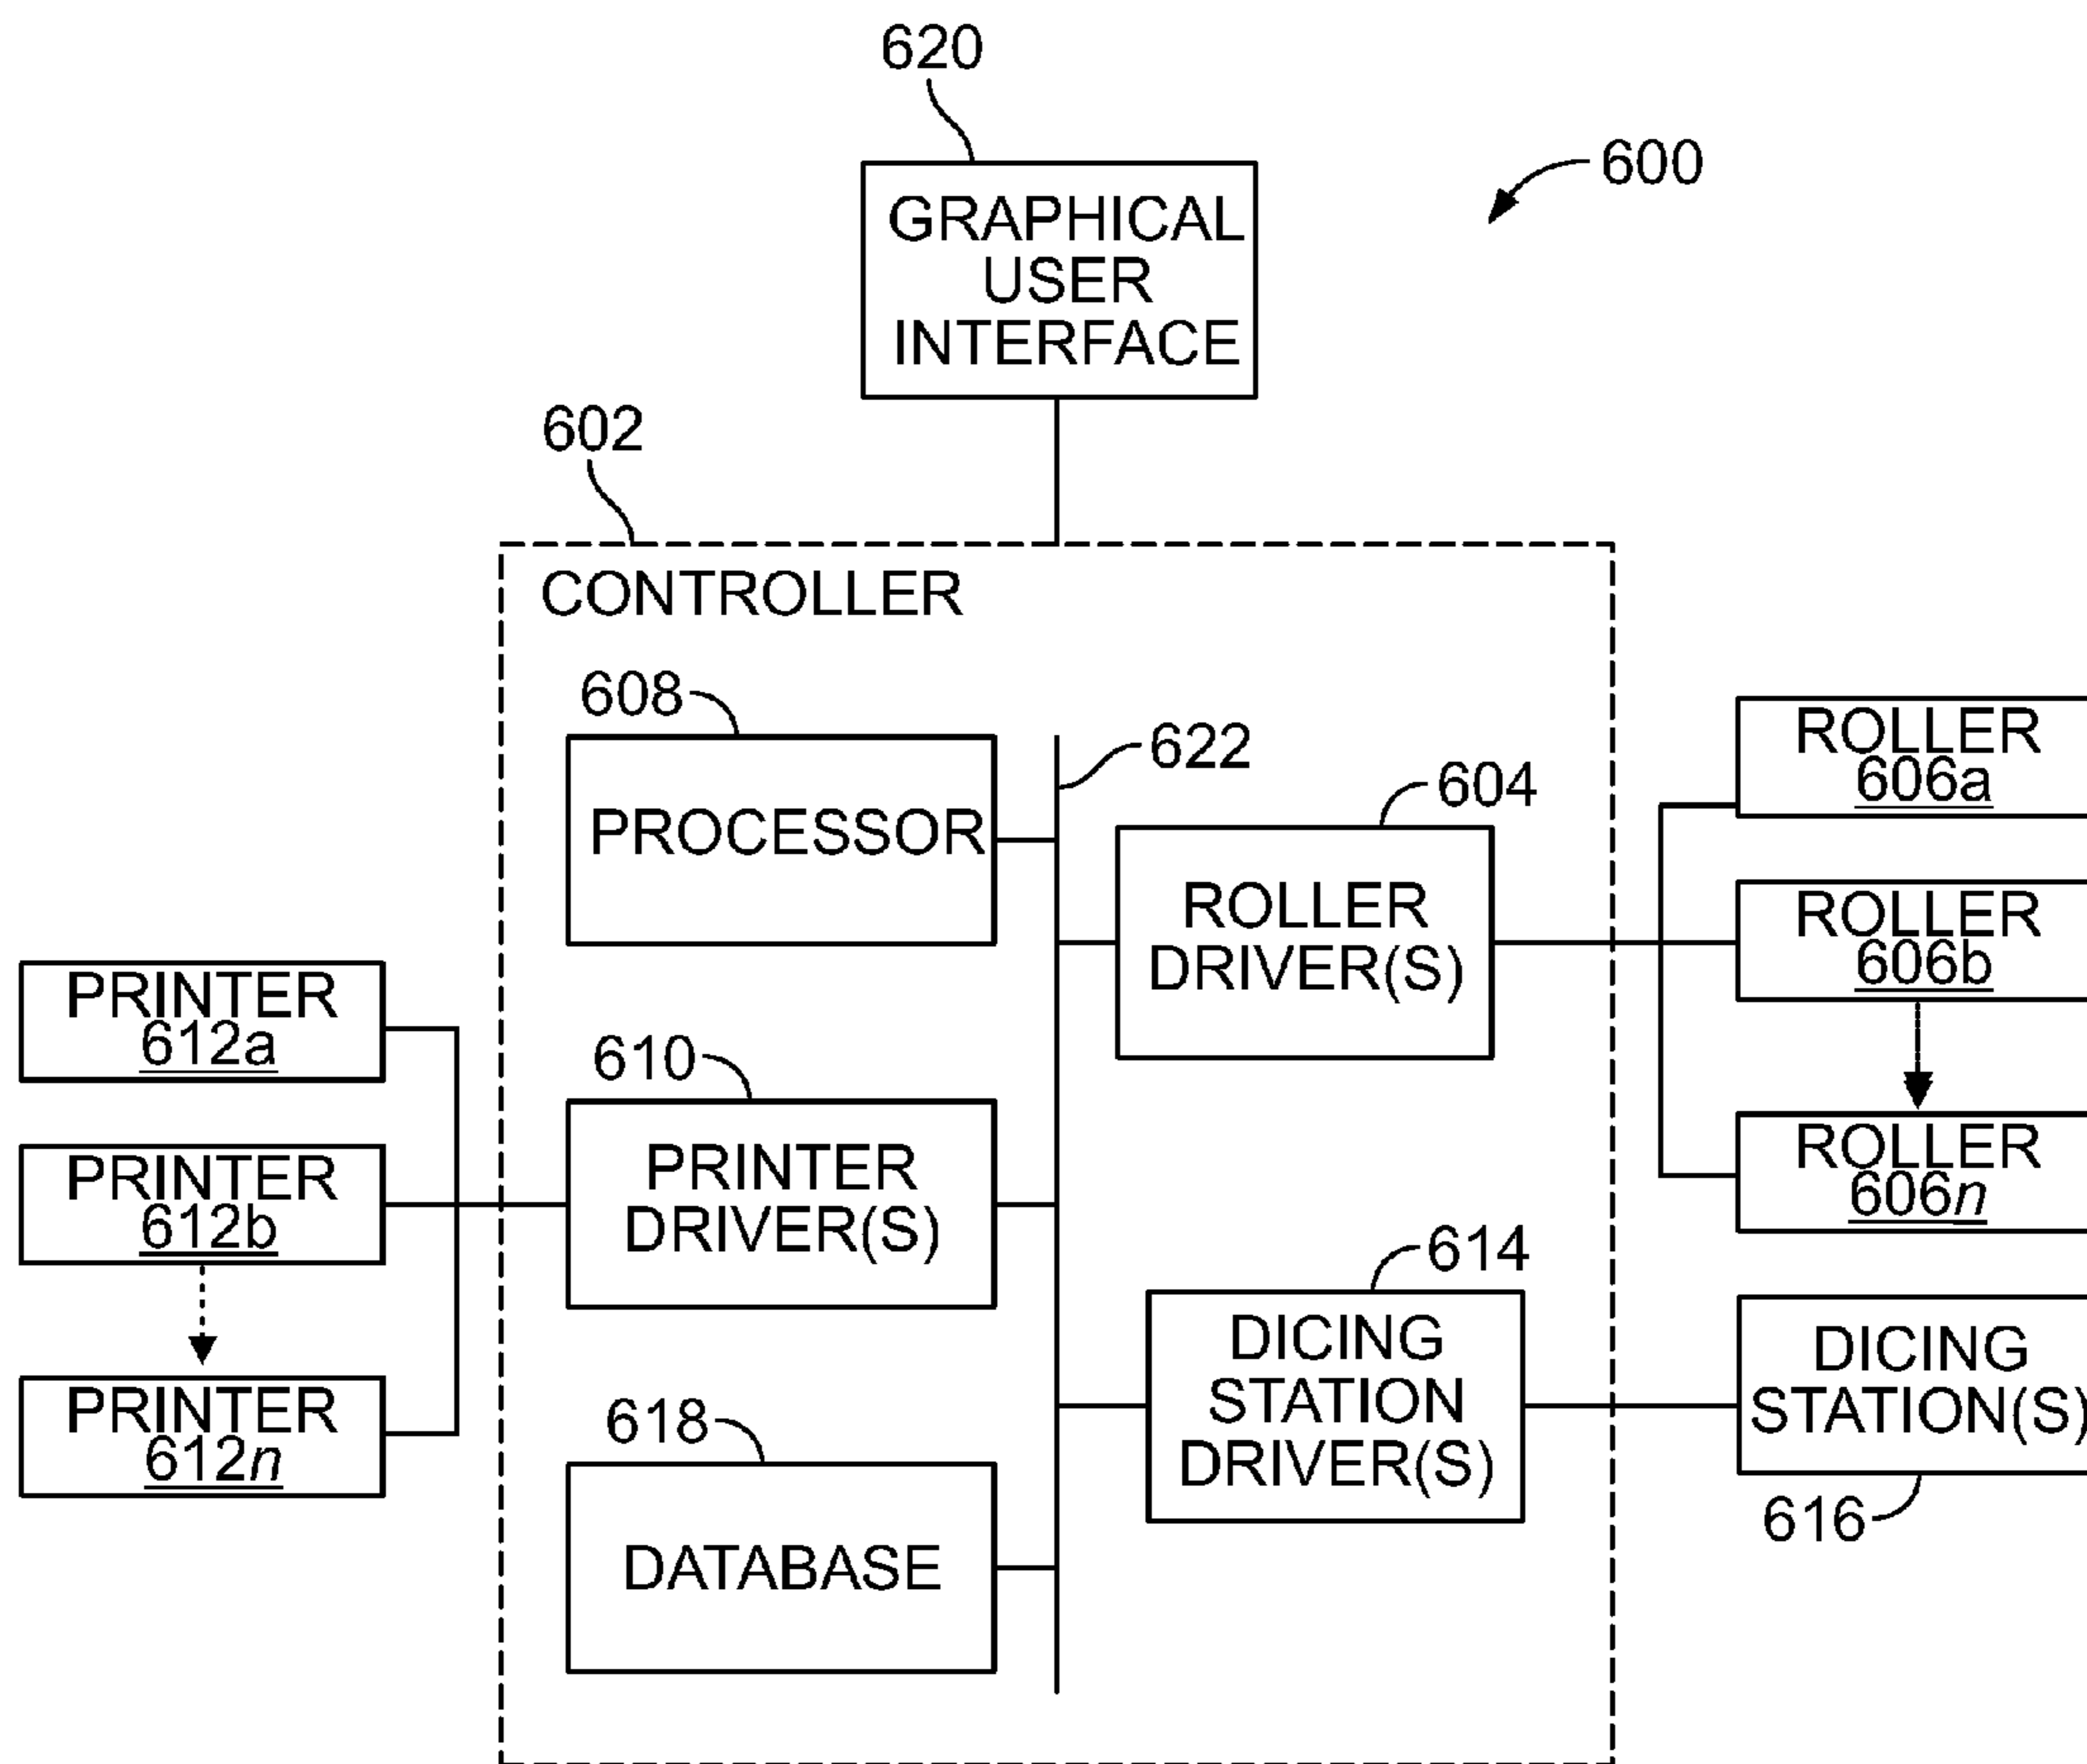 620
600
GRAPHICAL
USER
INTERFACE
602
CONTROLLER
608
PROCESSOR
622
604
ROLLER
DRIVER(S)
ROLLER
606a
ROLLER
606b
ROLLER
606n
PRINTER
612a
PRINTER
612b
PRINTER
612n
610
PRINTER
DRIVER(S)
614
DICING
STATION
DRIVER(S)
DICING
STATION(S)
616
618
DATABASE